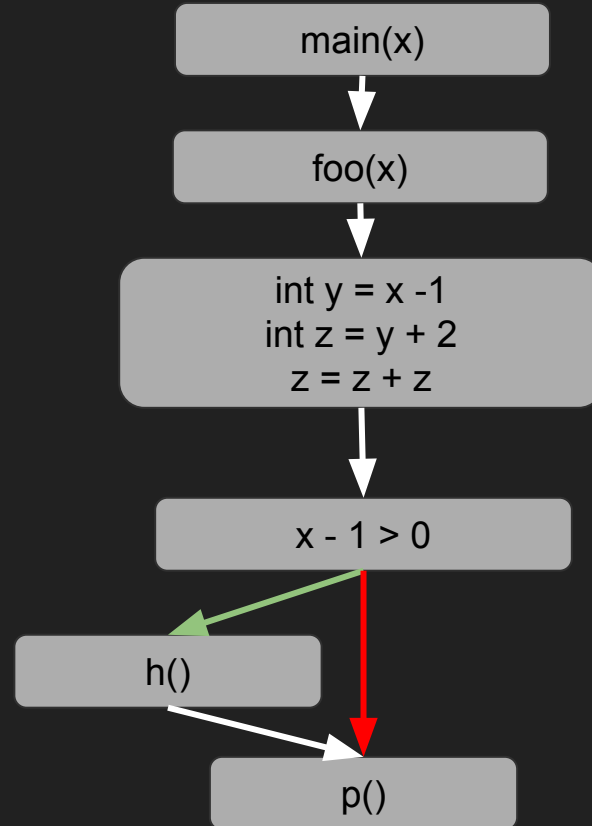 main(x)
foo(x)
int y = x -1
int z = y + 2
z = z + z
x - 1 > 0
h()
p()